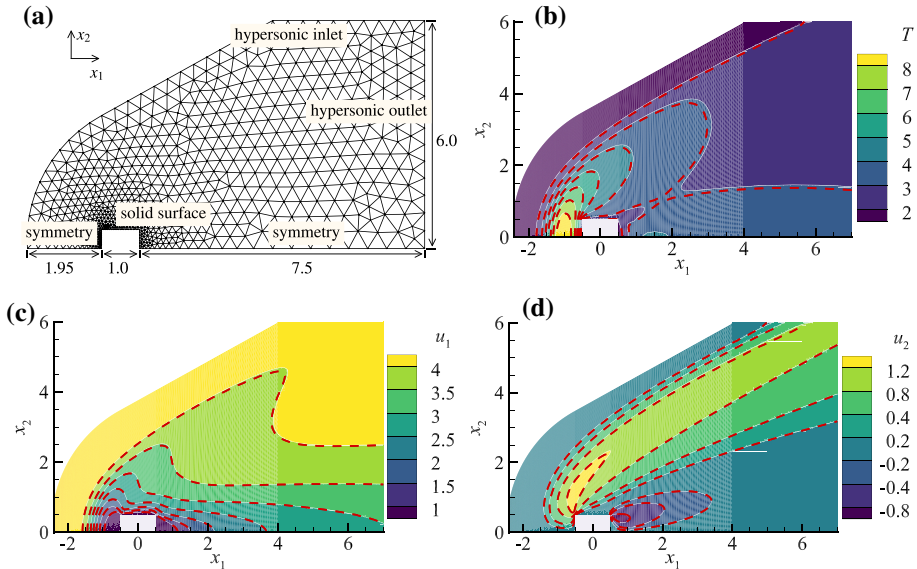 (a)
x2
x1
hypersonic inlet
hypersonic outlet
6.0
solid surface
symmetry
symmetry
1.95
1.0
7.5
(b)
6
4
x2
2
0
-2
0
2
4
6
x1
T
8
7
6
5
4
3
2
(c)
6
4
x2
2
0
-2
0
2
4
6
x1
u1
4
3.5
3
2.5
2
1.5
1
(d)
6
4
x2
2
0
-2
0
2
4
6
x1
u2
1.2
0.8
0.4
0.2
-0.2
-0.4
-0.8